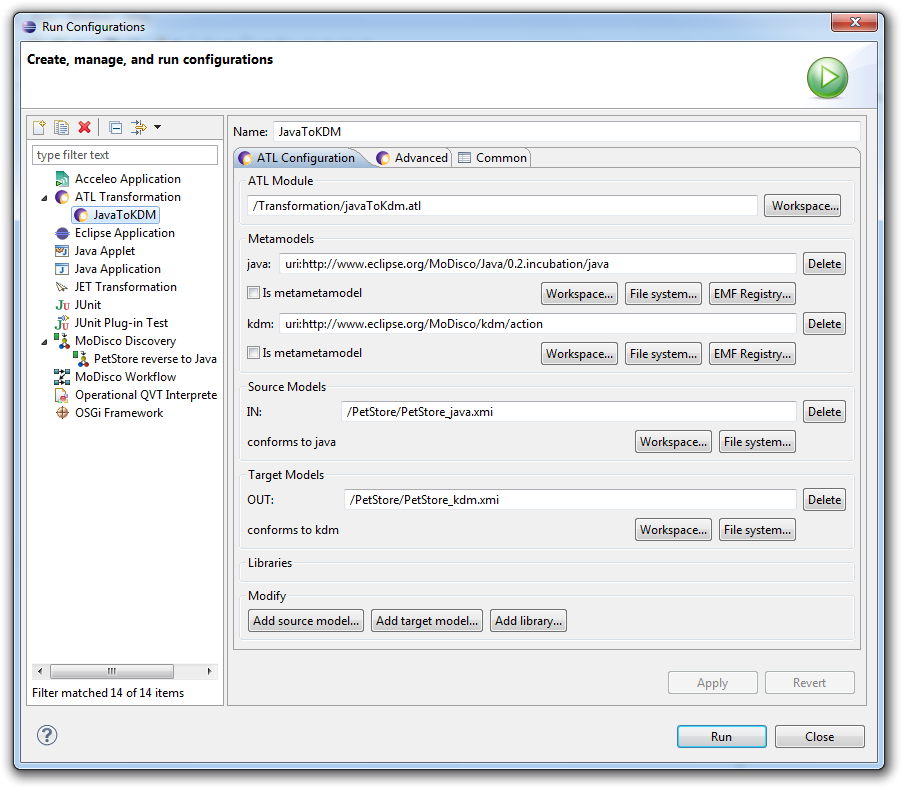 Run Configurations
Create, manage, and run configurations
type filter text
Acceleo Application
ATL Transformation
JavaToKDM
Eclipse Application
Java Applet
Java Application
JET Transformation
JUnit
JUnit Plug-in Test
MoDisco Discovery
PetStore reverse to Java
MoDisco Workflow
Operational QVT Interprete
OSGi Framework
Filter matched 14 of 14 items
Name: JavaToKDM
ATL Configuration Advanced Common
ATL Module
/Transformation/javaToKdm.atl Workspace...
Metamodels
java: uri:http://www.eclipse.org/MoDisco/Java/0.2.incubation/java Delete
Is metametamodel Workspace... File system... EMF Registry...
kdm: uri:http://www.eclipse.org/MoDisco/kdm/action Delete
Is metametamodel Workspace... File system... EMF Registry...
Source Models
IN: /PetStore/PetStore_java.xmi Delete
conforms to java Workspace... File system...
Target Models
OUT: /PetStore/PetStore_kdm.xmi Delete
conforms to kdm Workspace... File system...
Libraries
Modify
Add source model... Add target model... Add library...
Apply Revert
Run Close